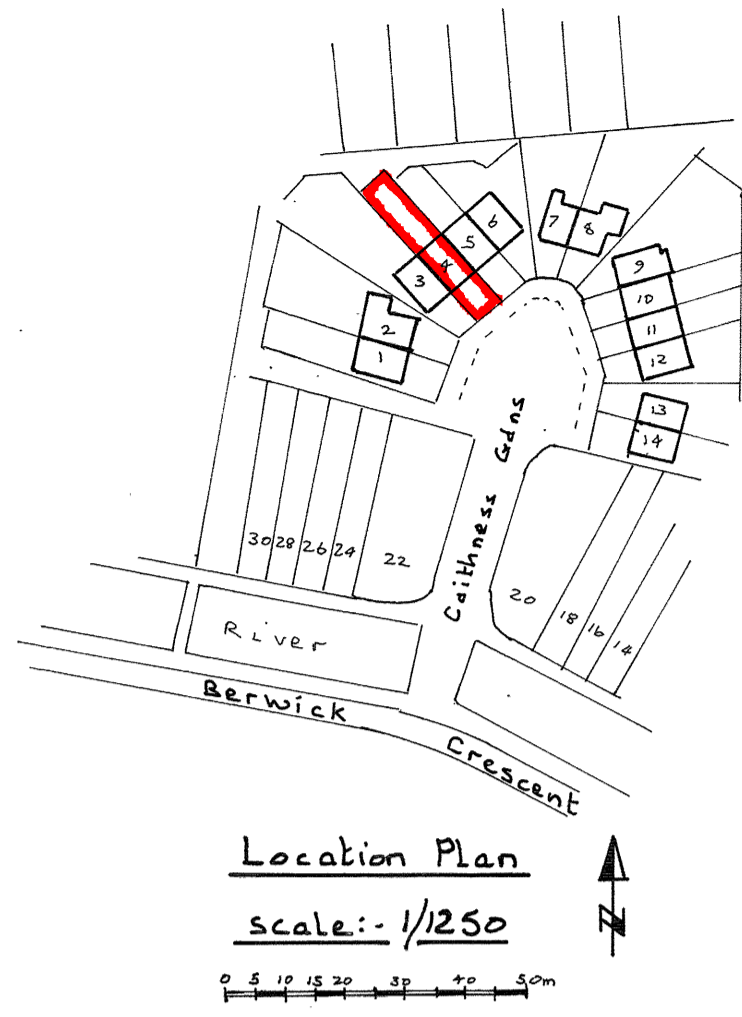 6
7
8
5
4
3
9
10
11
12
2
1
13
14
Caithness Gdns
30 28 26 24 22
20 18 16 14
River
Berwick Crescent
Location Plan
scale:- 1/1250
N
0 5 10 15 20 30 40 50m